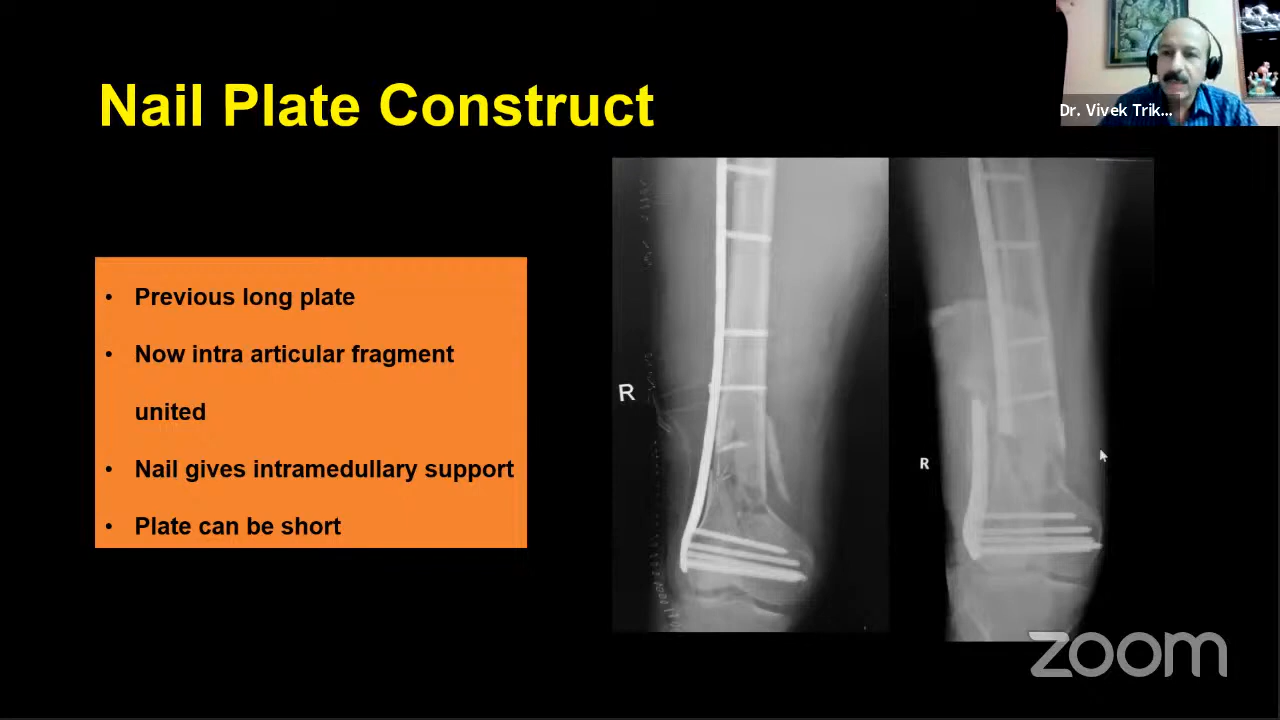 Nail Plate Construct
Dr. Vivek Trik...
• Previous long plate
• Now intra articular fragment
united
• Nail gives intramedullary support
• Plate can be short
R
R
zoom